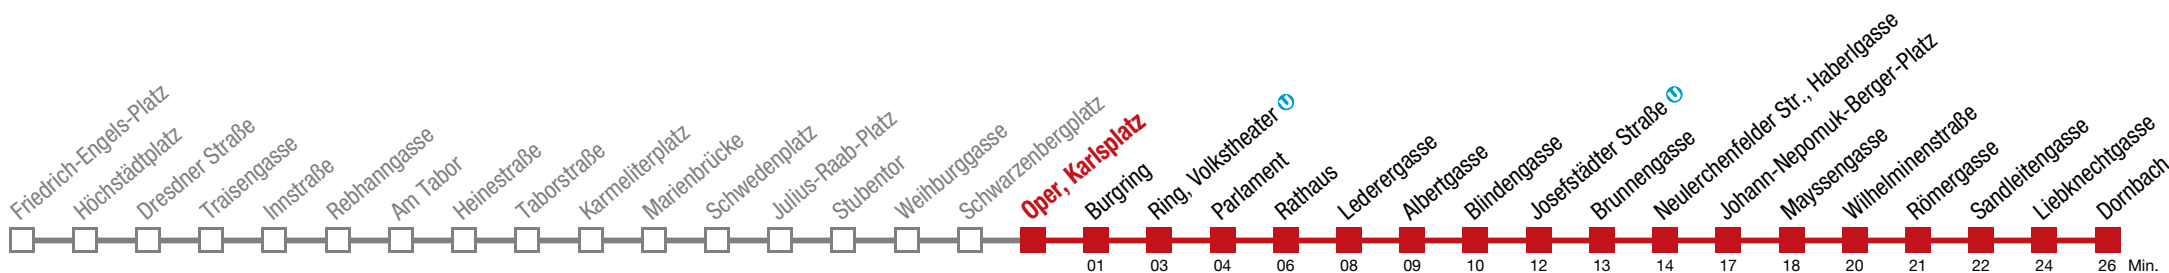 Friedrich-Engels-Platz
Höchstädtplatz
Dresdner Straße
Traisengasse
Innstraße
Rebhanngasse
Am Tabor
Heinestraße
Taborstraße
Karmeliterplatz
Marienbrücke
Schwedenplatz
Julius-Raab-Platz
Stubentor
Weihburggasse
Schwarzenbergplatz
Oper, Karlsplatz
Burgring
Ring, Volkstheater U
Parlament
Rathaus
Lederergasse
Albertgasse
Blindengasse
Josefstädter Straße U
Brunnengasse
Neulerchenfelder Str., Haberlgasse
Johann-Nepomuk-Berger-Platz
Mayssengasse
Wilhelminenstraße
Römergasse
Sandleitengasse
Liebknechtgasse
Dornbach
01 03 04 06 08 09 10 12 13 14 17 18 20 21 22 24 26 Min.